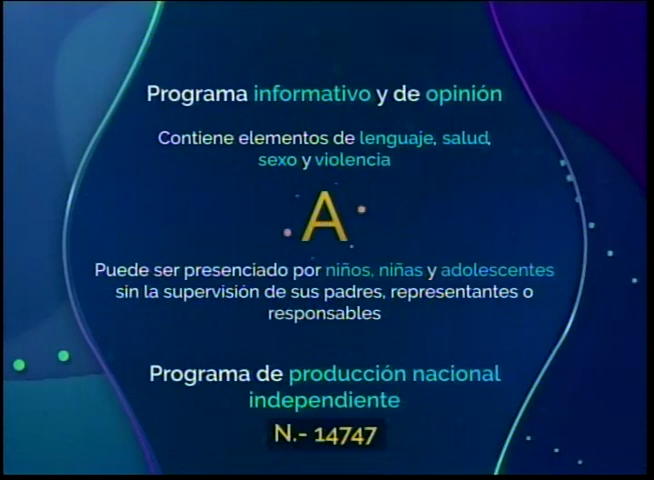 Programa informativo y de opinión
Contiene elementos de lenguaje, salud,
sexo y violencia
A
Puede ser presenciado por niños, niñas y adolescentes
sin la supervisión de sus padres, representantes o
responsables
Programa de producción nacional
independiente
N.- 14747